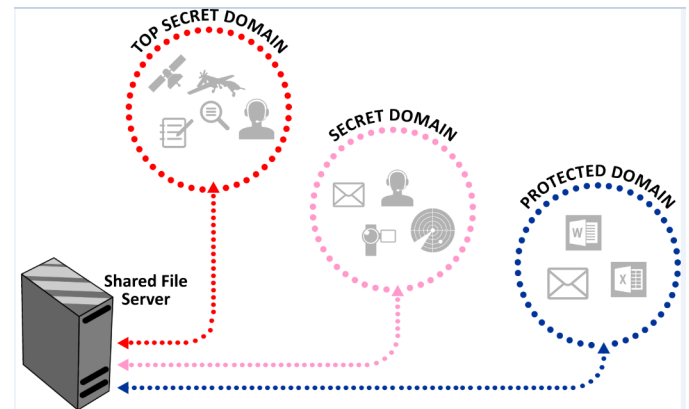 TOP SECRET DOMAIN
SECRET DOMAIN
PROTECTED DOMAIN
W
X
Shared File
Server